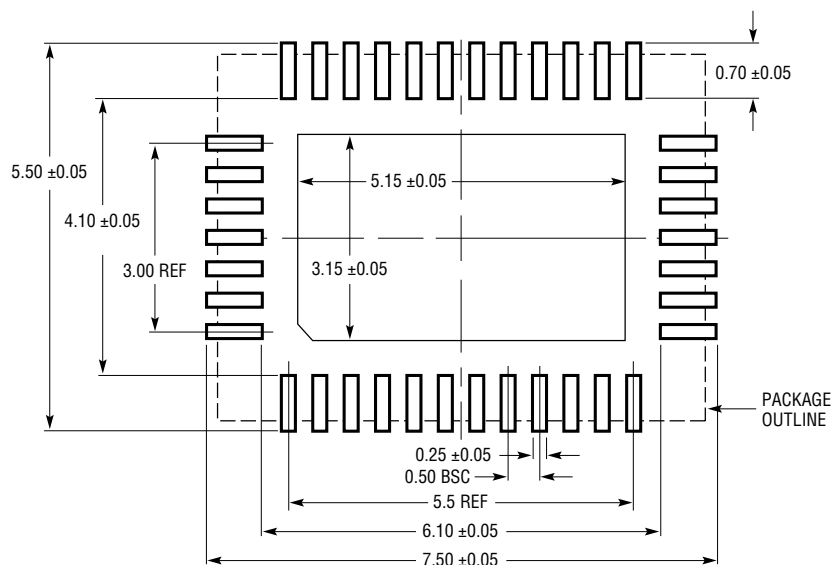 0.70 ±0.05
5.50 ±0.05
5.15 ±0.05
4.10 ±0.05
3.00 REF
3.15 ±0.05
PACKAGE
OUTLINE
0.25 ±0.05
0.50 BSC
5.5 REF
6.10 ±0.05
7.50 ±0.05